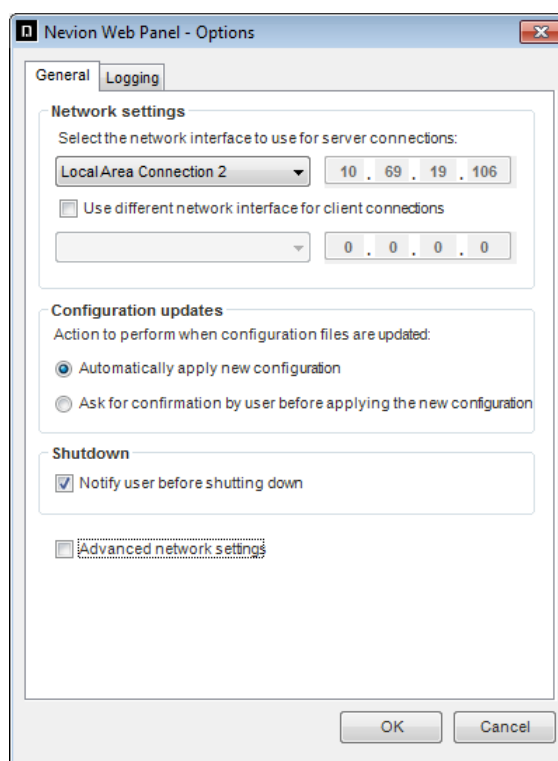 Nevion Web Panel - Options
General Logging
Network settings
Select the network interface to use for server connections:
Local Area Connection 2 10 . 69 . 19 . 106
Use different network interface for client connections
0 . 0 . 0 . 0
Configuration updates
Action to perform when configuration files are updated:
Automatically apply new configuration
Ask for confirmation by user before applying the new configuration
Shutdown
Notify user before shutting down
Advanced network settings
OK Cancel